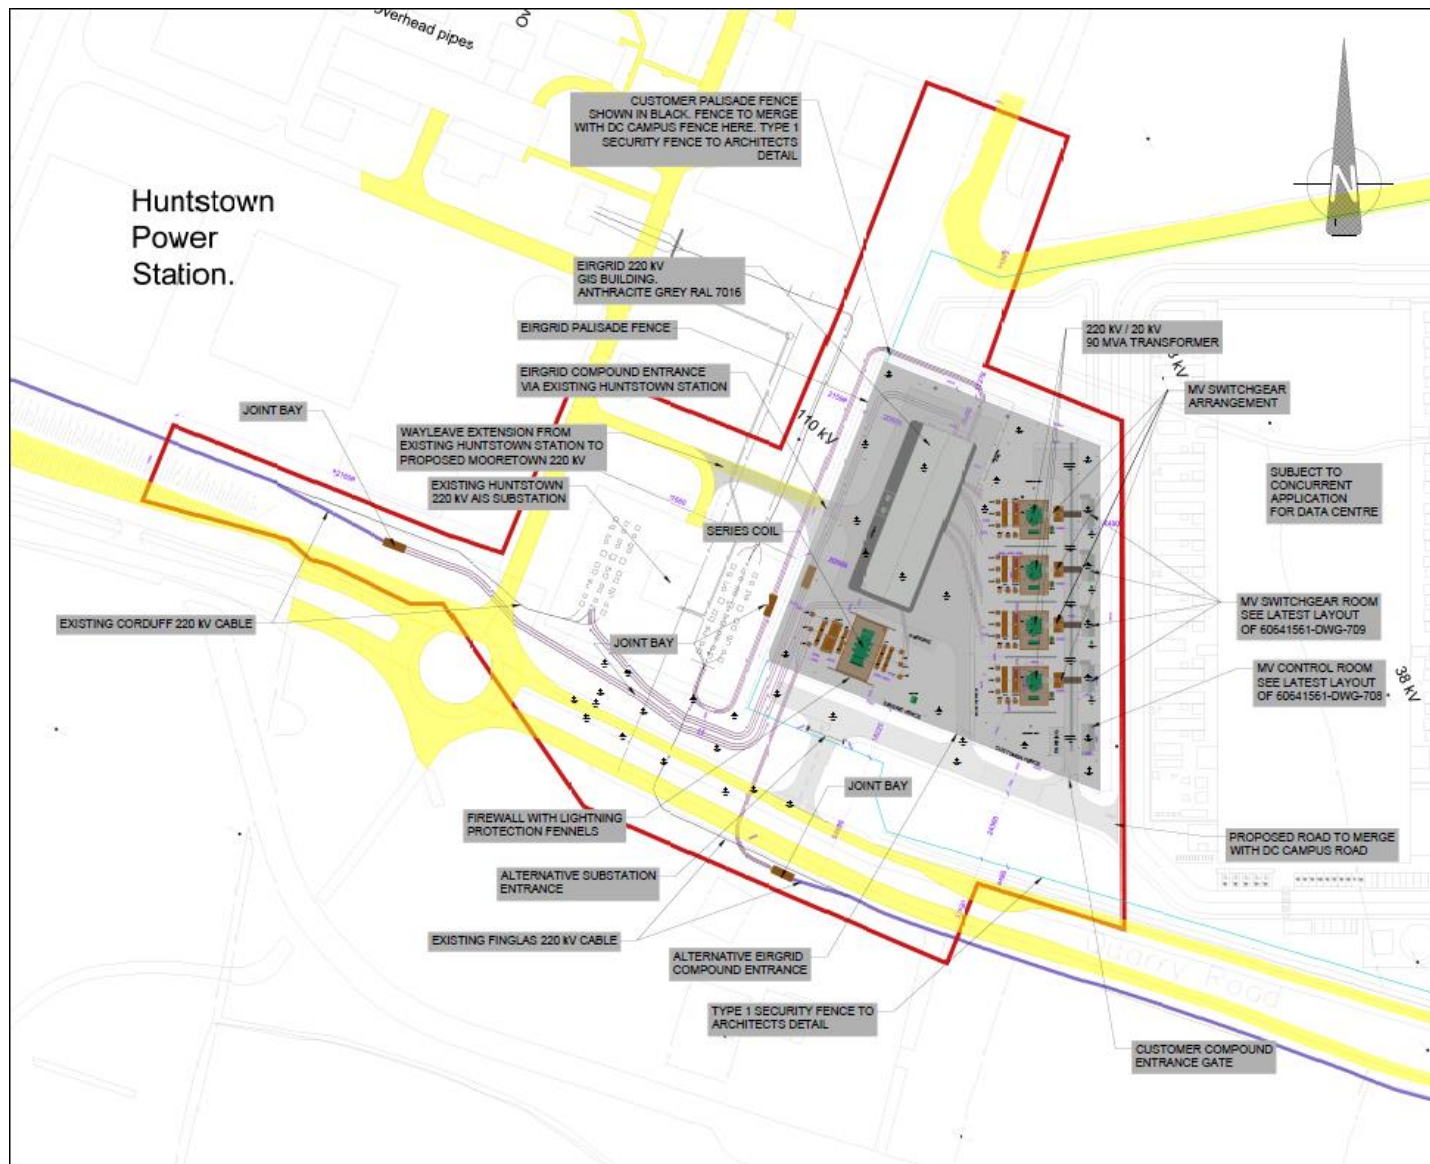 overhead pipes
Ov
CUSTOMER PALISADE FENCE
SHOWN IN BLACK. FENCE TO MERGE
WITH DC CAMPUS FENCE HERE. TYPE 1
SECURITY FENCE TO ARCHITECTS
DETAIL
N
Huntstown
Power
Station.
EIRGRID 220 kV
GIS BUILDING.
ANTHRACITE GREY RAL 7016
EIRGRID PALISADE FENCE
220 kV / 20 kV
90 MVA TRANSFORMER
EIRGRID COMPOUND ENTRANCE
VIA EXISTING HUNTSTOWN STATION
MV SWITCHGEAR
ARRANGEMENT
JOINT BAY
110 kV
WAYLEAVE EXTENSION FROM
EXISTING HUNTSTOWN STATION TO
PROPOSED MOORETOWN 220 kV
EXISTING HUNTSTOWN
220 kV AIS SUBSTATION
SUBJECT TO
CONCURRENT
APPLICATION
FOR DATA CENTRE
SERIES COIL
EXISTING CORDUFF 220 kV CABLE
JOINT BAY
MV SWITCHGEAR ROOM
SEE LATEST LAYOUT
OF 60641561-DWG-709
MV CONTROL ROOM
SEE LATEST LAYOUT
OF 60641561-DWG-708
38 kV
CUSTOMER FENCE
JOINT BAY
FIREWALL WITH LIGHTNING
PROTECTION FENNELS
PROPOSED ROAD TO MERGE
WITH DC CAMPUS ROAD
ALTERNATIVE SUBSTATION
ENTRANCE
EXISTING FINGLAS 220 kV CABLE
ALTERNATIVE EIRGRID
COMPOUND ENTRANCE
Quarry Road
TYPE 1 SECURITY FENCE TO
ARCHITECTS DETAIL
CUSTOMER COMPOUND
ENTRANCE GATE